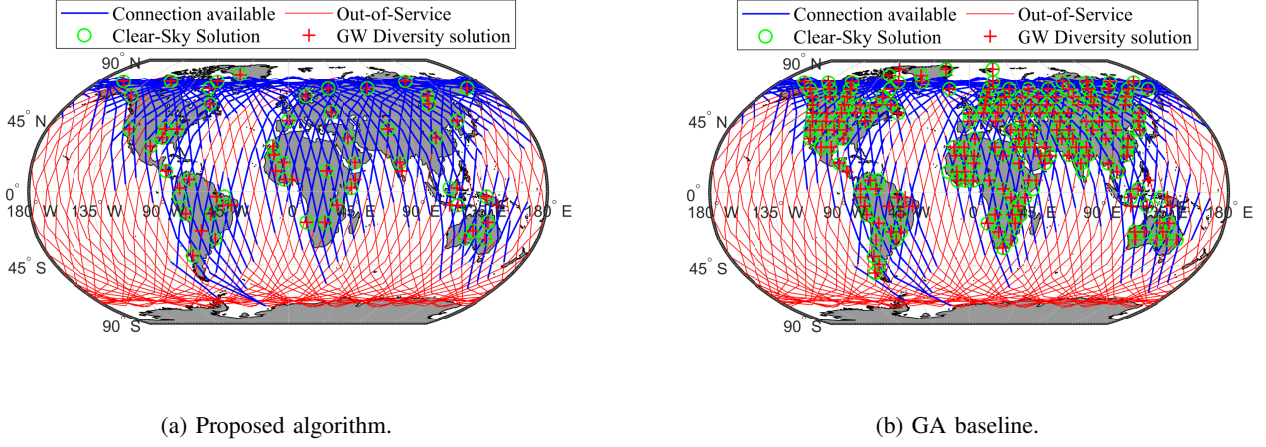 Connection available Out-of-Service
Clear-Sky Solution GW Diversity solution
90° N
45° N
0°
180° W 135° W 90° W 45° W 0° 45° E 90° E 135° E 180° E
45° S
90° S
(a) Proposed algorithm.
Connection available Out-of-Service
Clear-Sky Solution GW Diversity solution
90° N
45° N
0°
180° W 135° W 90° W 45° W 0° 45° E 90° E 135° E 180° E
45° S
90° S
(b) GA baseline.